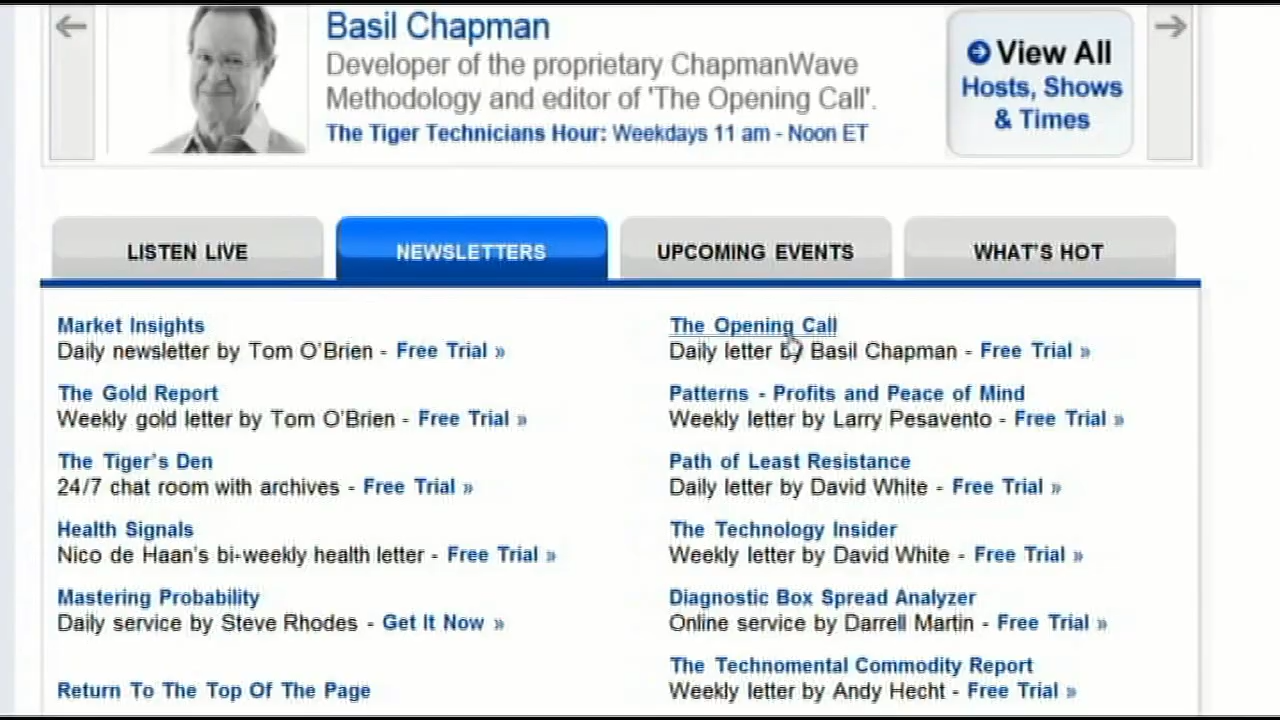 Basil Chapman
Developer of the proprietary ChapmanWave
Methodology and editor of 'The Opening Call'.
The Tiger Technicians Hour: Weekdays 11 am - Noon ET
View All
Hosts, Shows
& Times
LISTEN LIVE
NEWSLETTERS
UPCOMING EVENTS
WHAT'S HOT
Market Insights
Daily newsletter by Tom O'Brien - Free Trial »
The Gold Report
Weekly gold letter by Tom O'Brien - Free Trial »
The Tiger's Den
24/7 chat room with archives - Free Trial »
Health Signals
Nico de Haan's bi-weekly health letter - Free Trial »
Mastering Probability
Daily service by Steve Rhodes - Get It Now »
Return To The Top Of The Page
The Opening Call
Daily letter by Basil Chapman - Free Trial »
Patterns - Profits and Peace of Mind
Weekly letter by Larry Pesavento - Free Trial »
Path of Least Resistance
Daily letter by David White - Free Trial »
The Technology Insider
Weekly letter by David White - Free Trial »
Diagnostic Box Spread Analyzer
Online service by Darrell Martin - Free Trial »
The Technomental Commodity Report
Weekly letter by Andy Hecht - Free Trial »